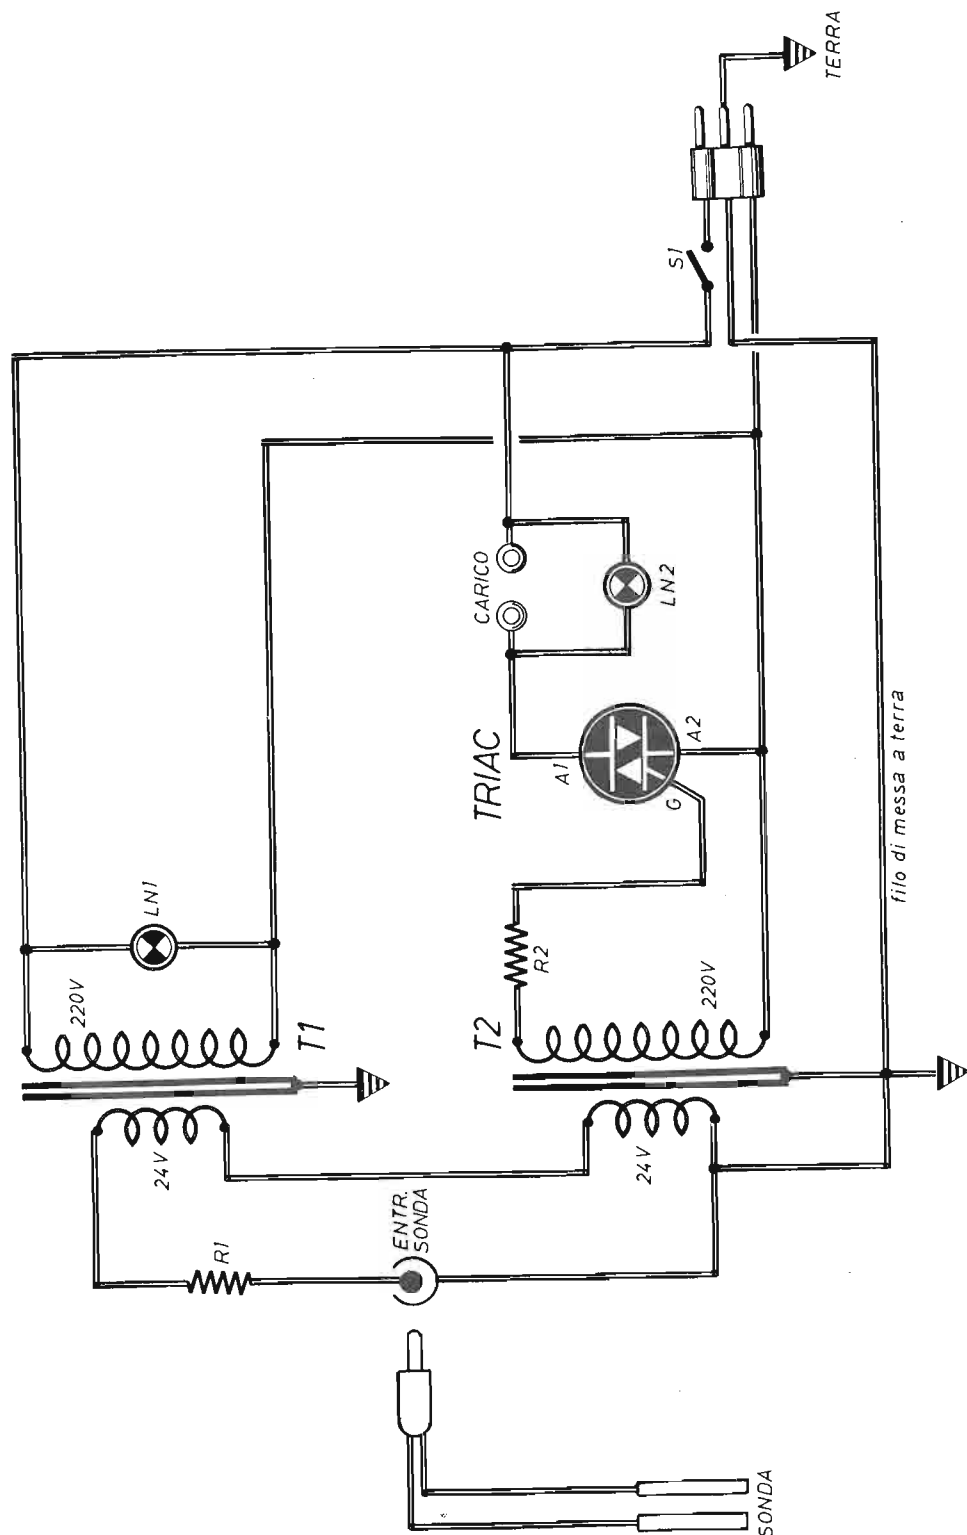 TERRA
S1
CARICO
LN2
TRIAC
A1
A2
G
filo di messa a terra
LN1
R2
220V
T1
T2
220V
24V
24V
R1
ENTR.
SONDA
SONDA